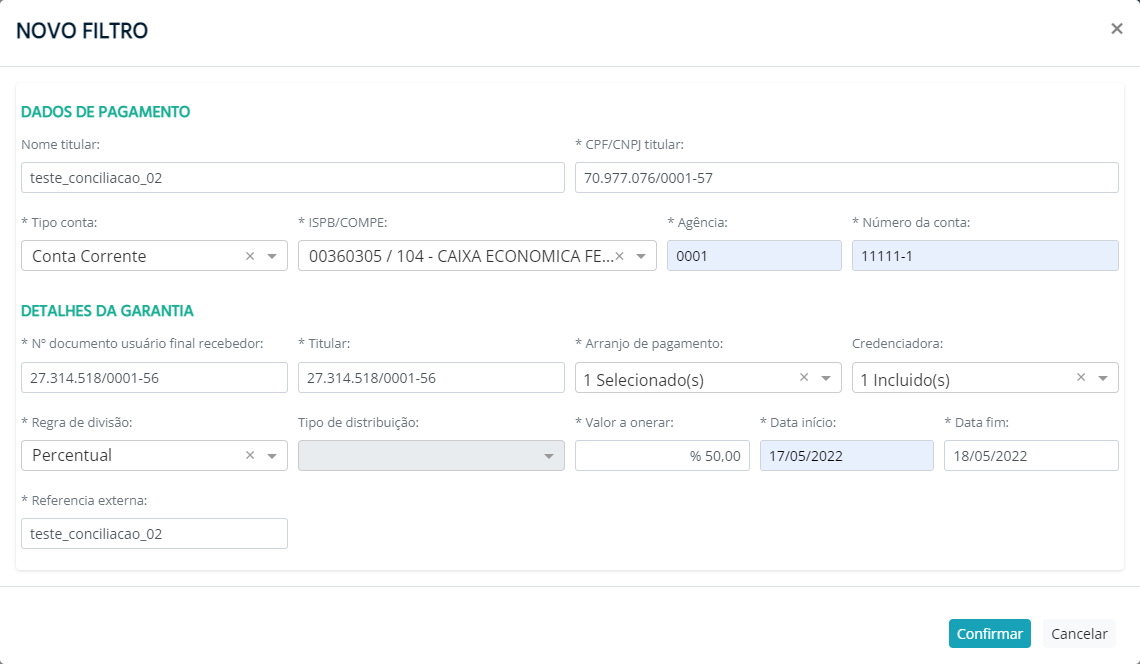 NOVO FILTRO ×
DADOS DE PAGAMENTO
Nome titular: * CPF/CNPJ titular:
teste_conciliacao_02 70.977.076/0001-57
* Tipo conta: * ISPB/COMPE: * Agência: * Número da conta:
Conta Corrente × 00360305 / 104 - CAIXA ECONOMICA FE...× 0001 11111-1
DETALHES DA GARANTIA
* Nº documento usuário final recebedor: * Titular: * Arranjo de pagamento: Credenciadora:
27.314.518/0001-56 27.314.518/0001-56 1 Selecionado(s) × 1 Incluido(s) ×
* Regra de divisão: Tipo de distribuição: * Valor a onerar: * Data início: * Data fim:
Percentual × % 50,00 17/05/2022 18/05/2022
* Referencia externa:
teste_conciliacao_02
Confirmar Cancelar